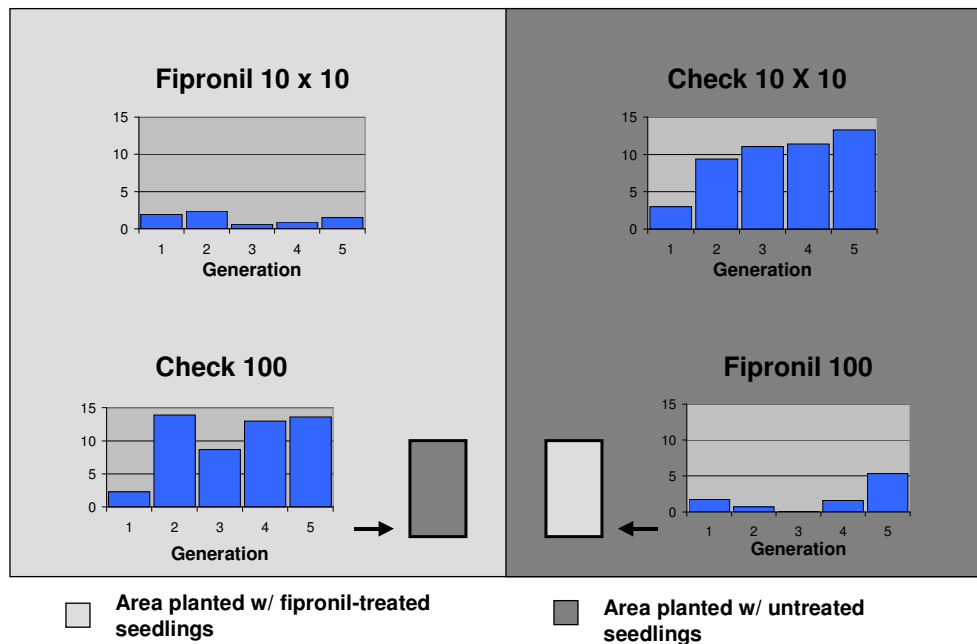 Fipronil 10 x 10
15
10
5
0
1 2 3 4 5
Generation
Check 10 X 10
15
10
5
0
1 2 3 4 5
Generation
Check 100
15
10
5
0
1 2 3 4 5
Generation
Fipronil 100
15
10
5
0
1 2 3 4 5
Generation
Area planted w/ fipronil-treated
seedlings
Area planted w/ untreated
seedlings